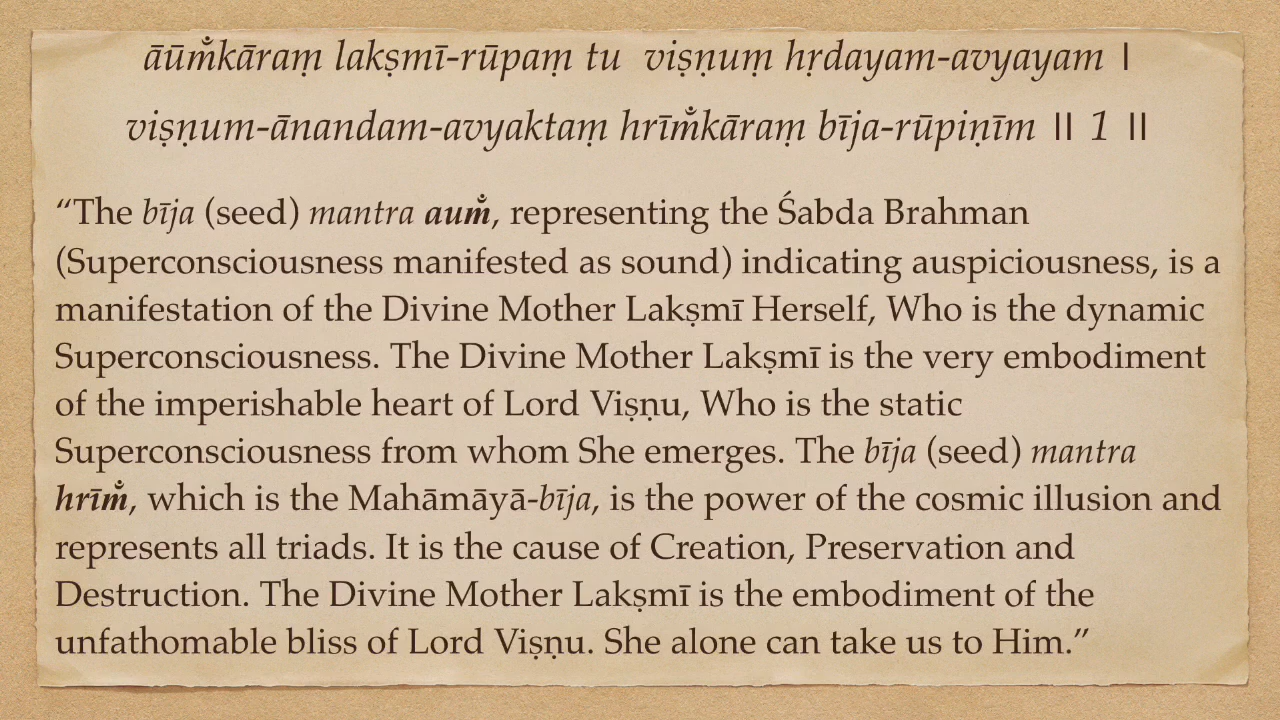 āūm̐kāraṃ lakṣmī-rūpaṃ tu viṣṇuṃ hṛdayam-avyayam ।
viṣṇum-ānandam-avyaktaṃ hrīm̐kāraṃ bīja-rūpiṇīm ॥ 1 ॥
“The bīja (seed) mantra aum̐, representing the Śabda Brahman
(Superconsciousness manifested as sound) indicating auspiciousness, is a
manifestation of the Divine Mother Lakṣmī Herself, Who is the dynamic
Superconsciousness. The Divine Mother Lakṣmī is the very embodiment
of the imperishable heart of Lord Viṣṇu, Who is the static
Superconsciousness from whom She emerges. The bīja (seed) mantra
hrīm̐, which is the Mahāmāyā-bīja, is the power of the cosmic illusion and
represents all triads. It is the cause of Creation, Preservation and
Destruction. The Divine Mother Lakṣmī is the embodiment of the
unfathomable bliss of Lord Viṣṇu. She alone can take us to Him.”